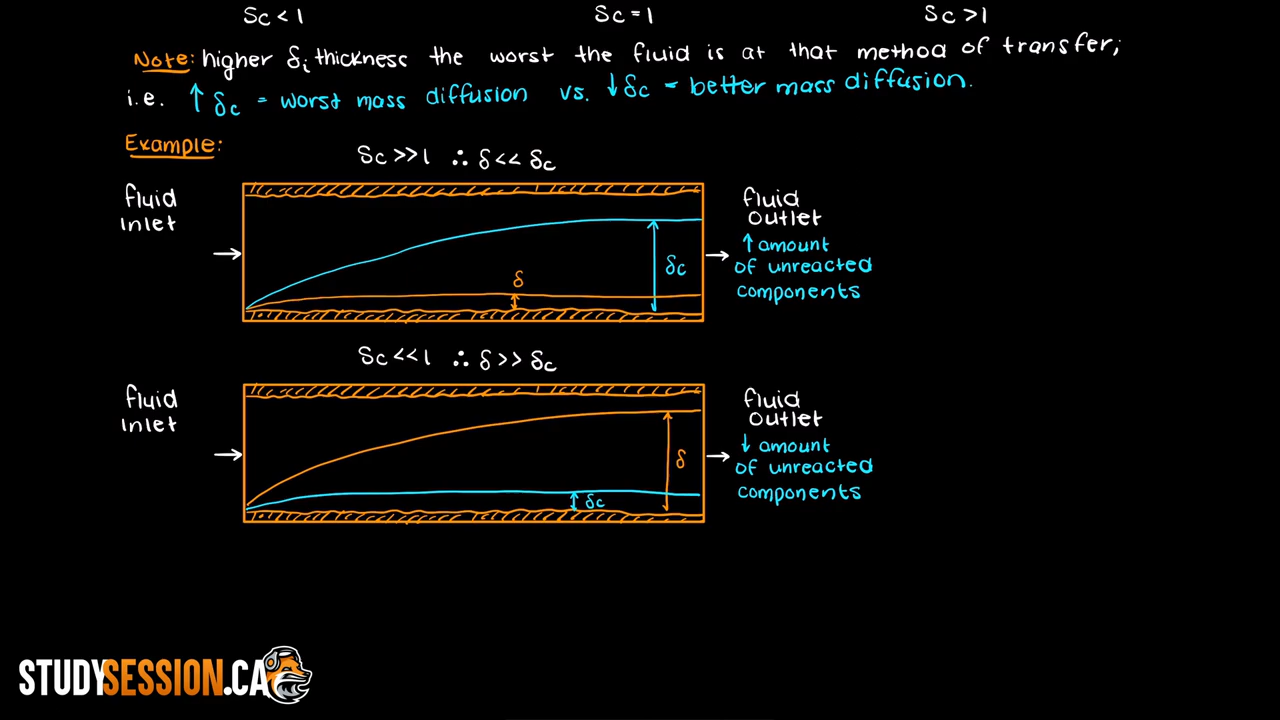 Sc < 1 Sc = 1 Sc > 1
Note: higher δi thickness the worst the fluid is at that method of transfer;
i.e. ↑ δc = worst mass diffusion vs. ↓ δc = better mass diffusion.
Example:
Sc >> 1 ∴ δ << δc
fluid
inlet
→
δ
δc
→
fluid
outlet
↑ amount
of unreacted
components
Sc << 1 ∴ δ >> δc
fluid
inlet
→
δ
δc
→
fluid
outlet
↓ amount
of unreacted
components
STUDYSESSION.CA